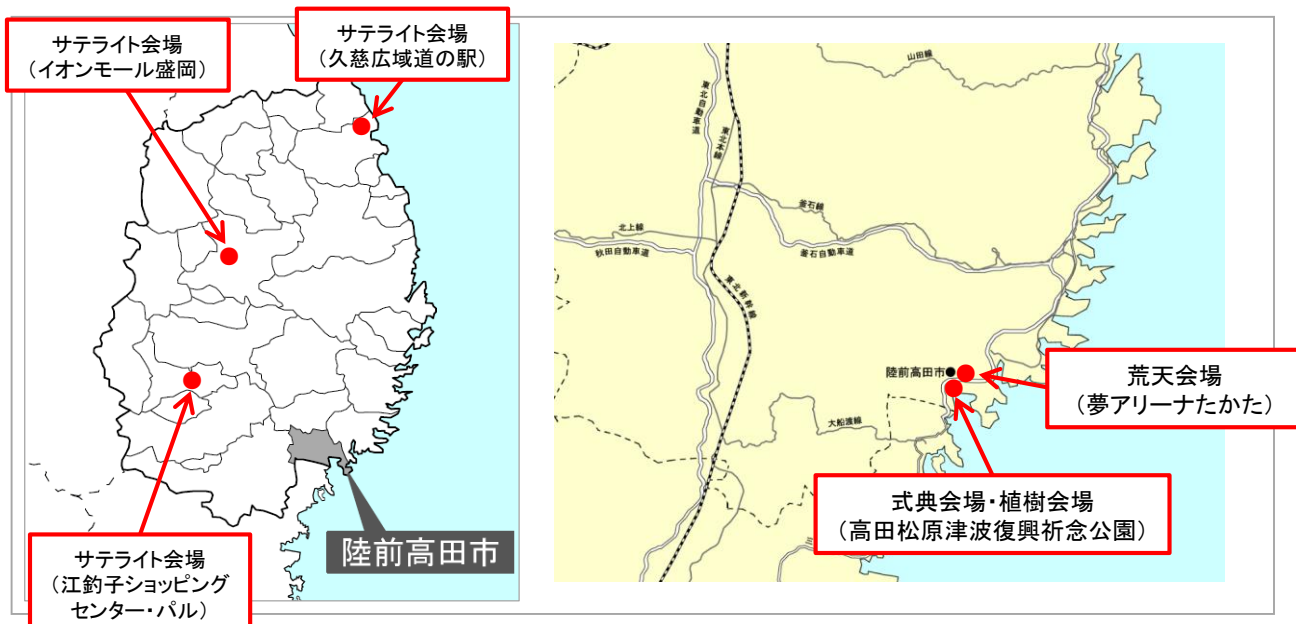 サテライト会場
（イオンモール盛岡）
サテライト会場
（久慈広域道の駅）
サテライト会場
（江釣子ショッピング
センター・パル）
陸前高田市
山田線
東北自動車道
東北本線
釜石線
北上線
秋田自動車道
釜石自動車道
東北新幹線
陸前高田市
大船渡線
三
荒天会場
（夢アリーナたかた）
式典会場・植樹会場
（高田松原津波復興祈念公園）